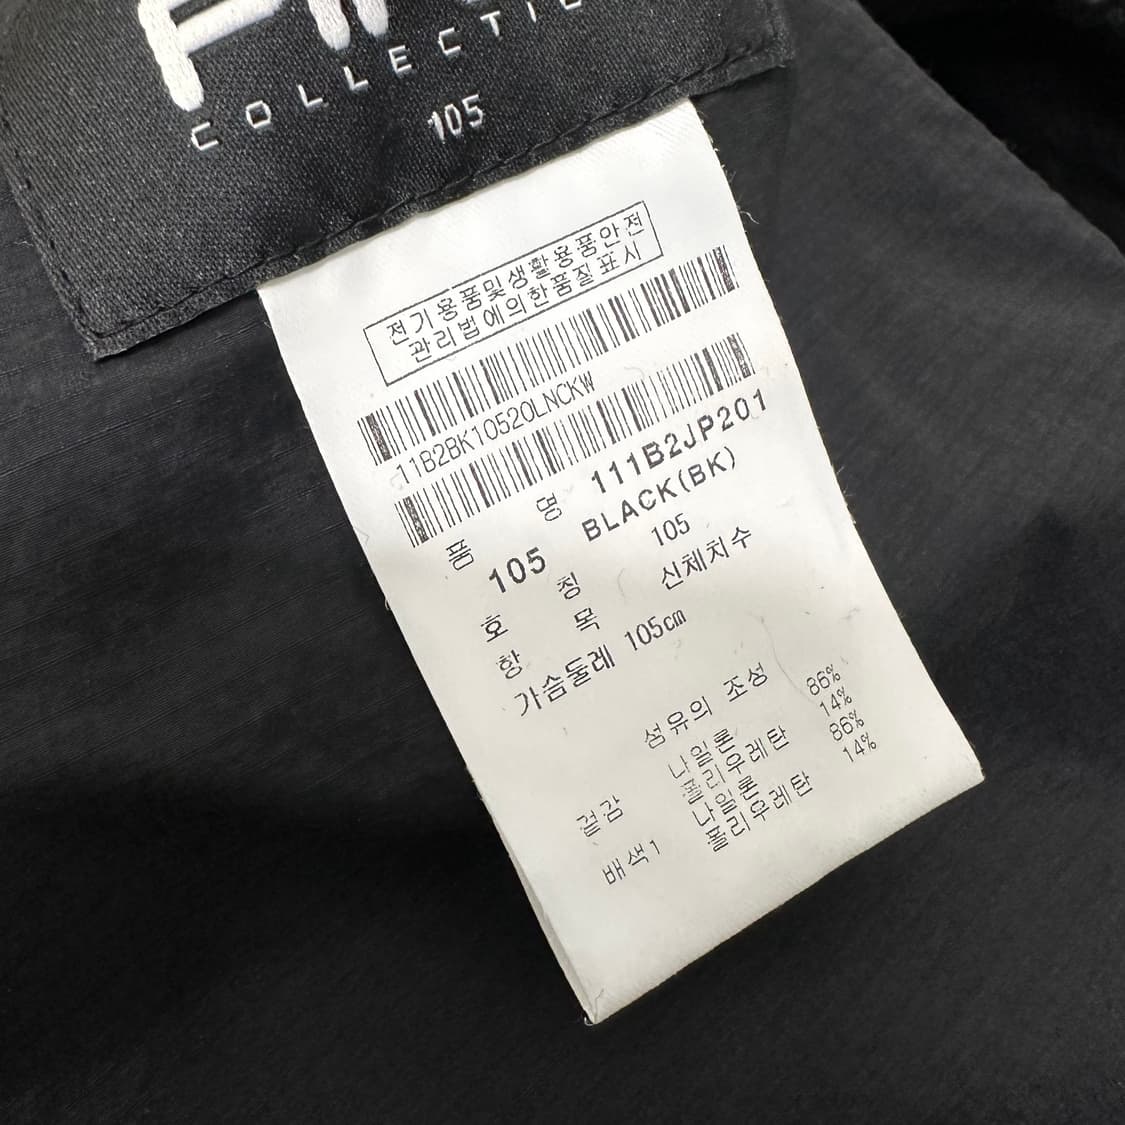 COLLECTI
105
전기용품및생활용품안전
관리법에의한품질표시
11B2BK10520LNCKW
품 명 111B2JP201
105 BLACK(BK)
호 칭 105
항 목 신체치수
가슴둘레 105cm
섬유의 조성
겉감 나일론 86%
폴리우레탄 14%
배색1 나일론 86%
폴리우레탄 14%